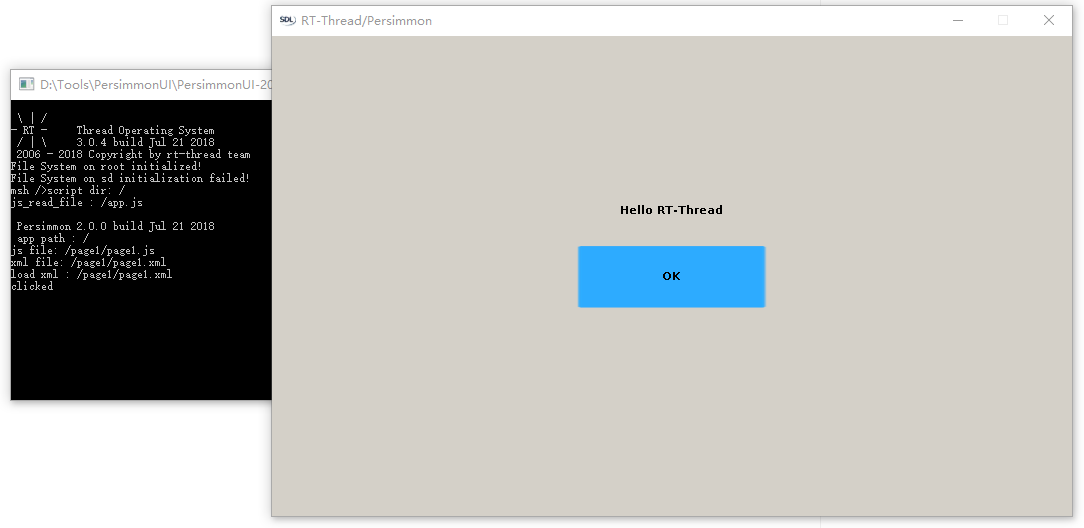 D:\Tools\PersimmonUI\PersimmonUI-20
\ | /
- RT -     Thread Operating System
/ | \     3.0.4 build Jul 21 2018
2006 - 2018 Copyright by rt-thread team
File System on root initialized!
File System on sd initialization failed!
msh />script dir: /
js_read_file : /app.js
Persimmon 2.0.0 build Jul 21 2018
app path : /
js file: /page1/page1.js
xml file: /page1/page1.xml
load xml : /page1/page1.xml
clicked
SDL RT-Thread/Persimmon
Hello RT-Thread
OK